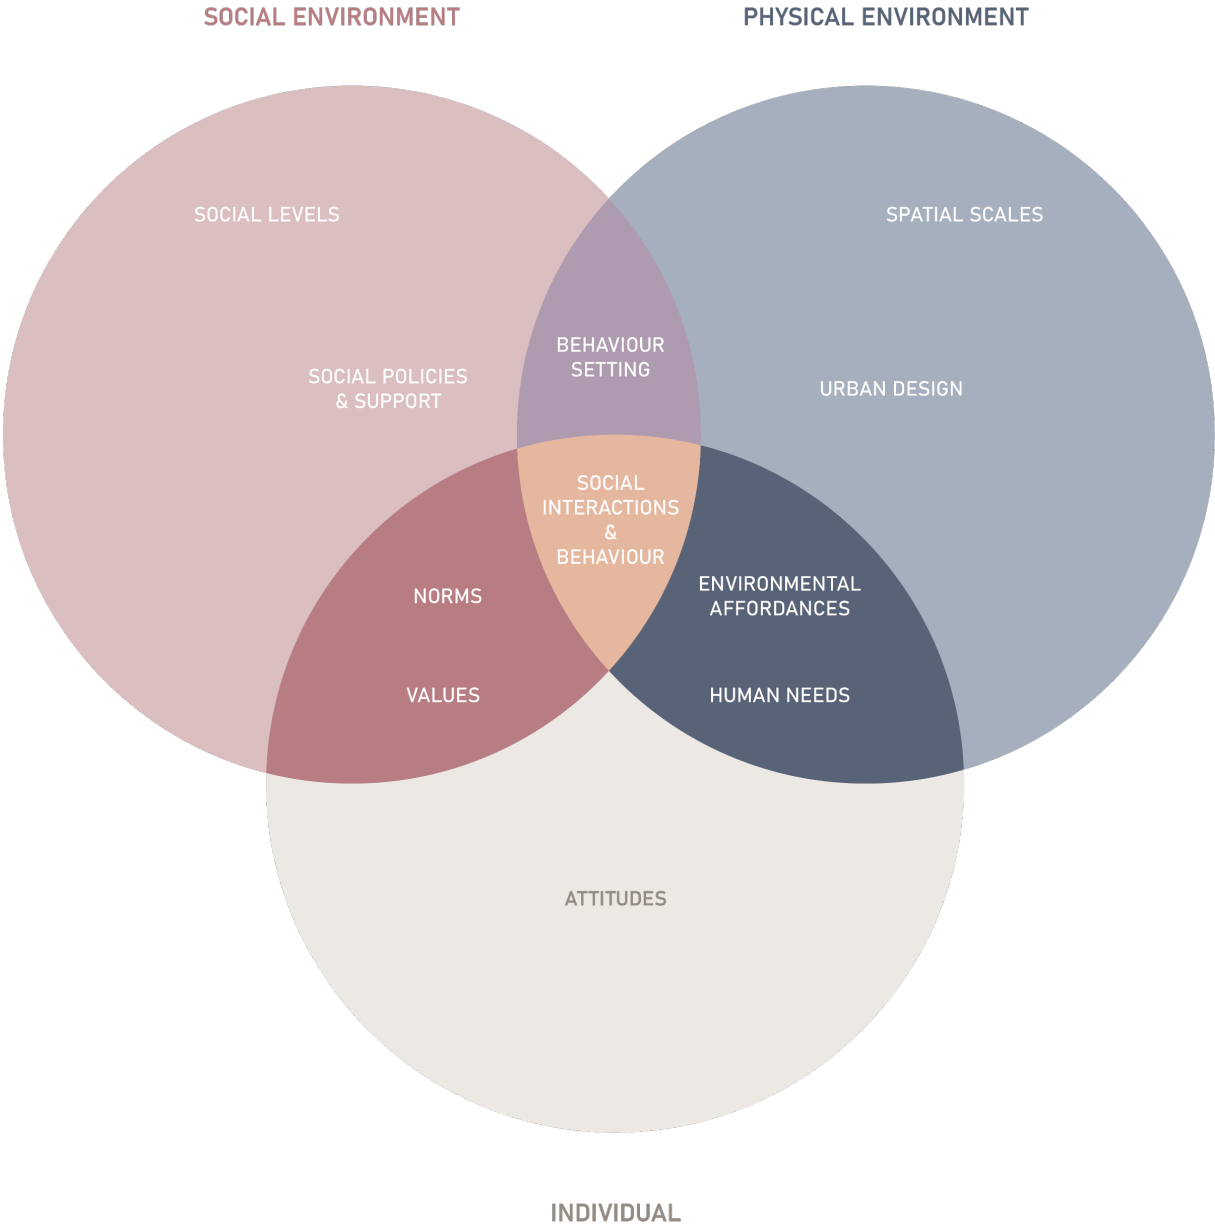 SOCIAL ENVIRONMENT
PHYSICAL ENVIRONMENT
SOCIAL LEVELS
SPATIAL SCALES
BEHAVIOUR
SETTING
SOCIAL POLICIES
& SUPPORT
URBAN DESIGN
SOCIAL
INTERACTIONS
&
BEHAVIOUR
NORMS
VALUES
ENVIRONMENTAL
AFFORDANCES
HUMAN NEEDS
ATTITUDES
INDIVIDUAL